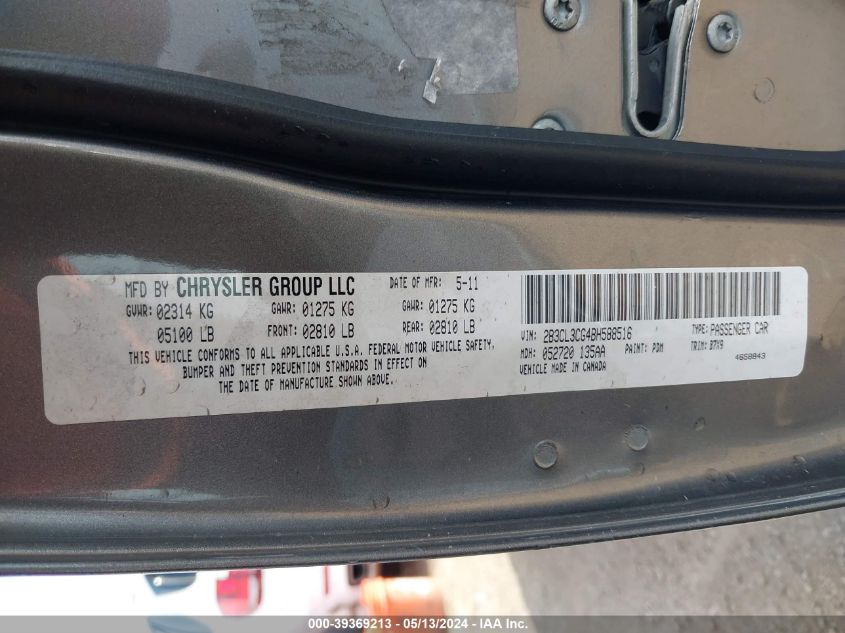 MFD BY CHRYSLER GROUP LLC DATE OF MFR: 5-11
GVWR: 02314 KG GAWR: 01275 KG GAWR: 01275 KG
05100 LB FRONT: 02810 LB REAR: 02810 LB
THIS VEHICLE CONFORMS TO ALL APPLICABLE U.S.A. FEDERAL MOTOR VEHICLE SAFETY,
BUMPER AND THEFT PREVENTION STANDARDS IN EFFECT ON
THE DATE OF MANUFACTURE SHOWN ABOVE.
VIN: 2B3CL3CG4BH588516 TYPE: PASSENGER CAR
MDH: 052720 135AA PAINT: PDM TRIM: B7X9
VEHICLE MADE IN CANADA 4658843
000-39369213 - 05/13/2024 - IAA Inc.